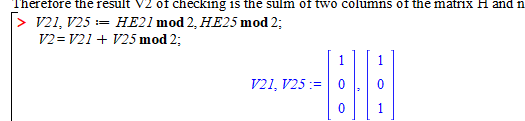 Therefore the result V2 of checking is the sulm of two columns of the matrix H and n
> V21, V25 := HE21 mod 2, HE25 mod 2;
V2 = V21 + V25 mod 2;
V21, V25 := [1 0 0], [1 0 1]